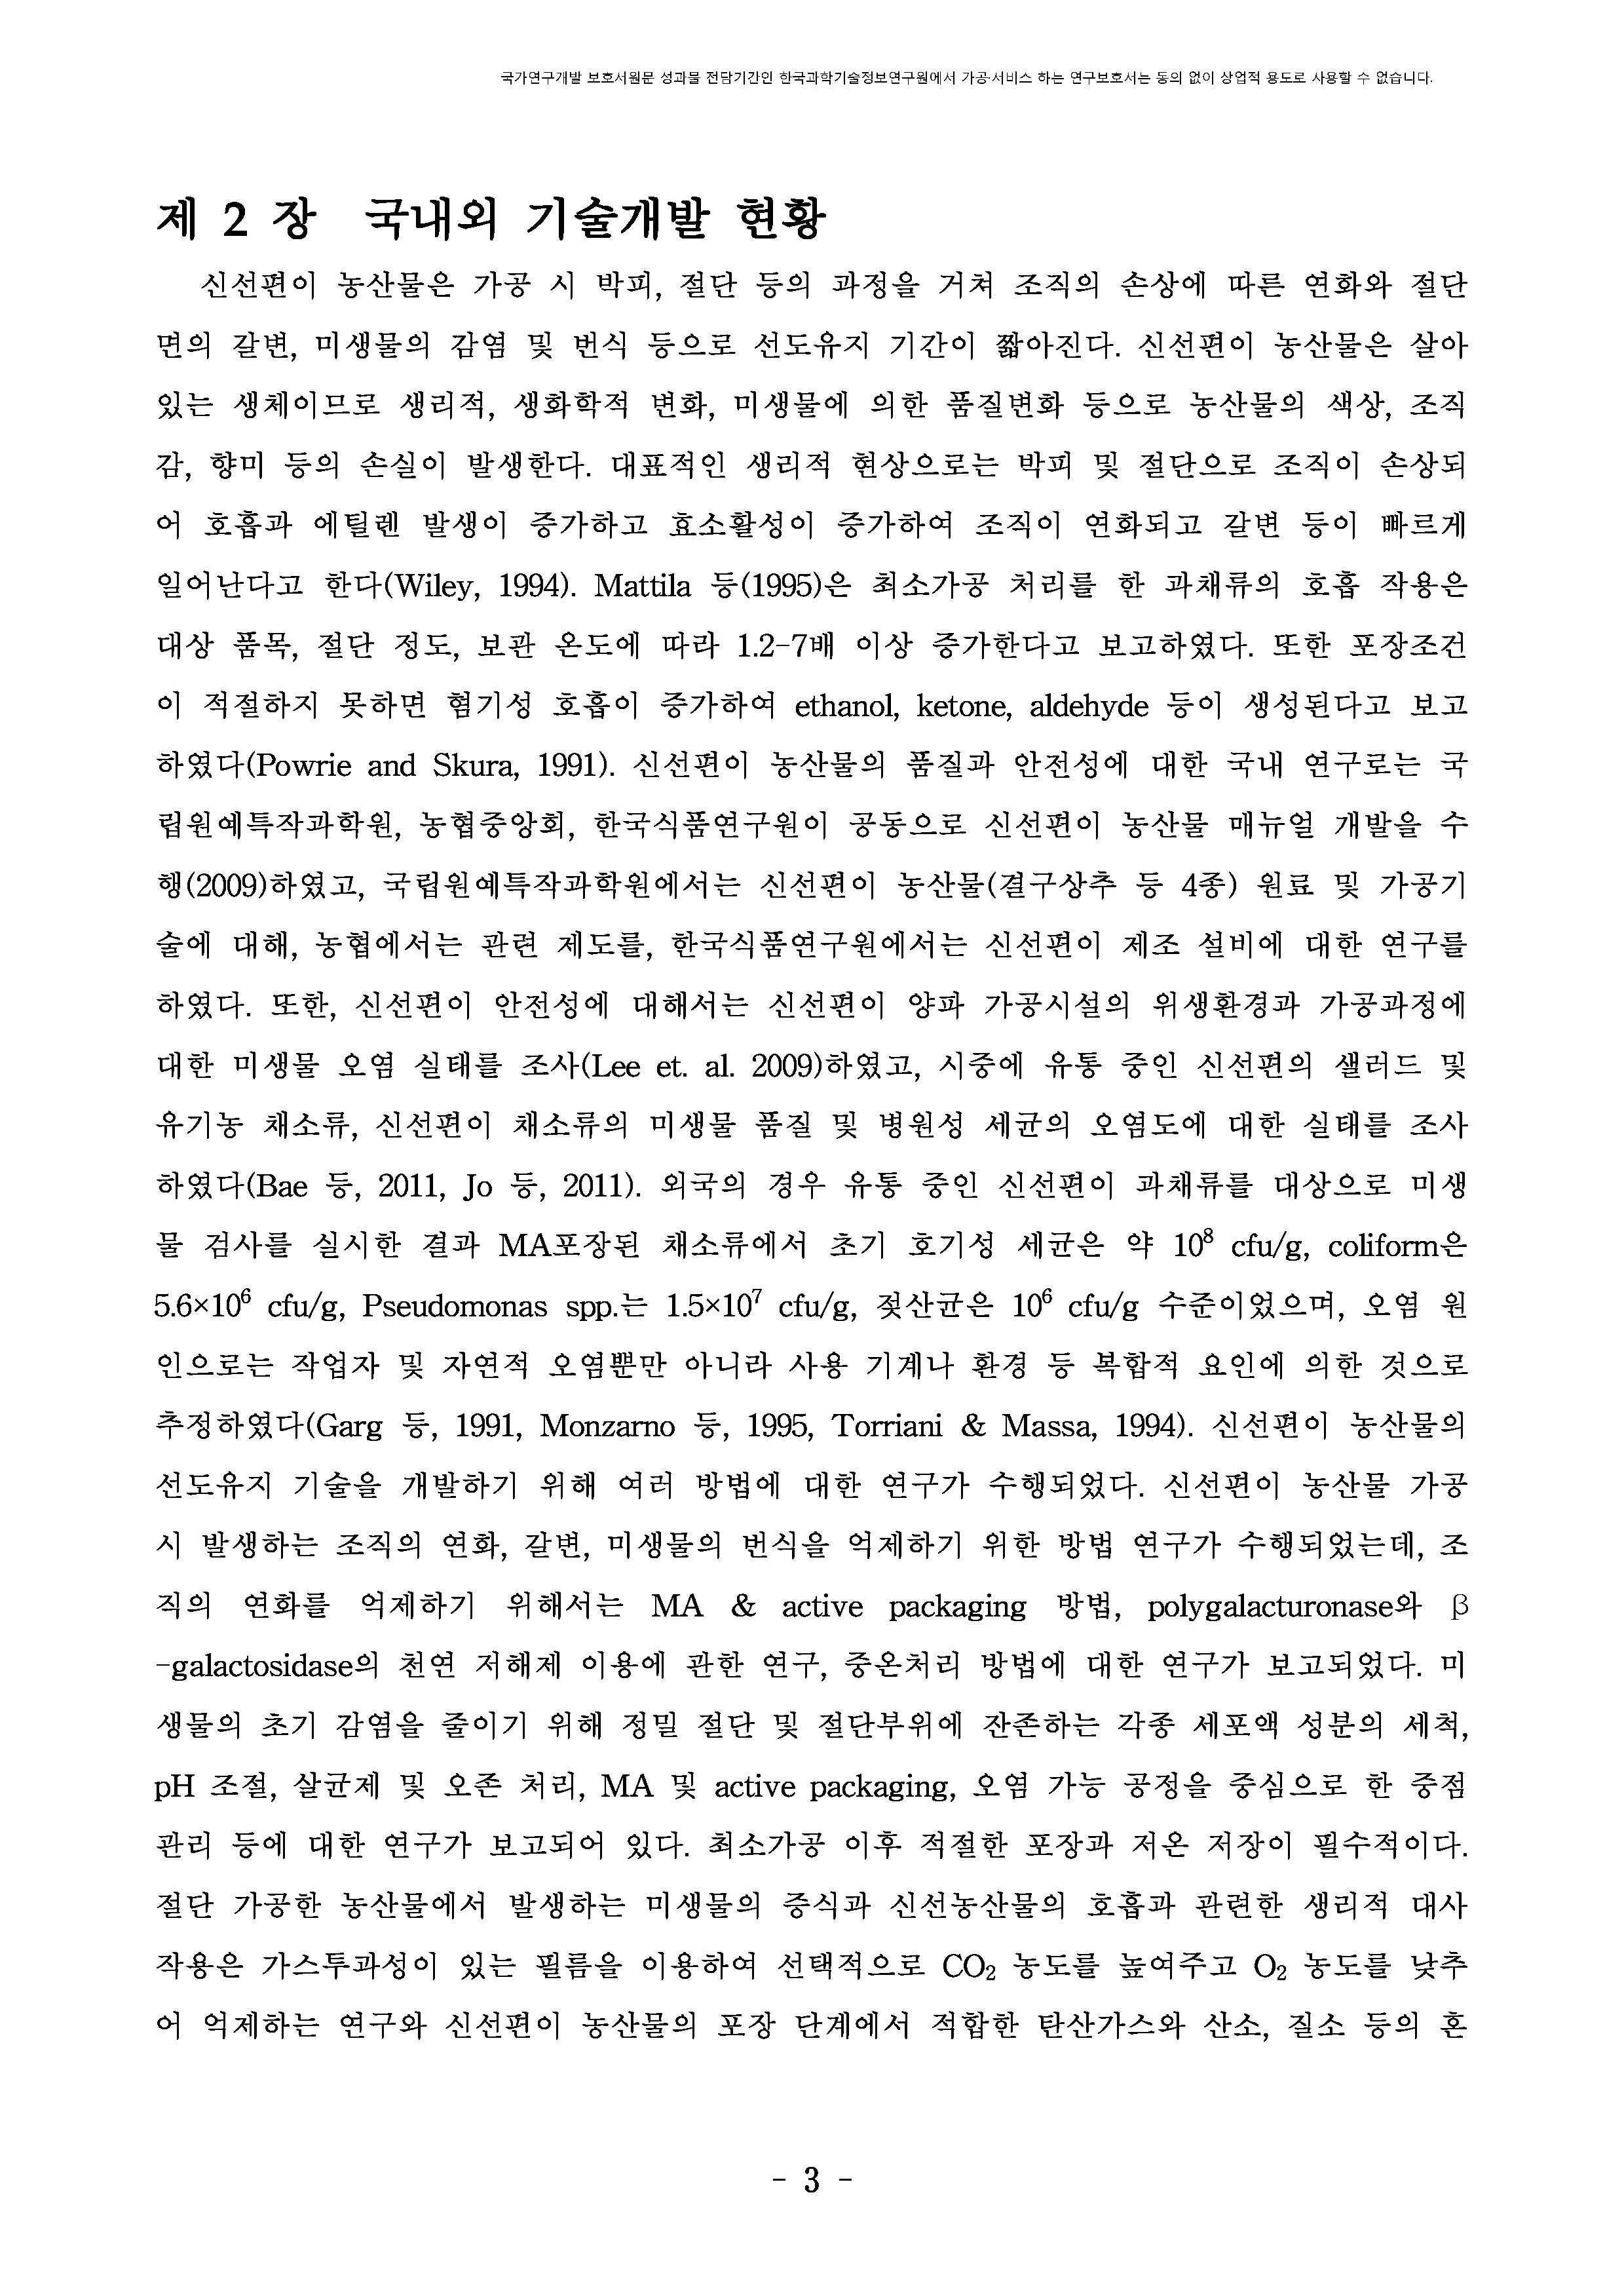 국가연구개발 보호서원문 성과물 전담기간인 한국과학기술정보연구원에서 가공·서비스 하는 연구보호서는 동의 없이 상업적 용도로 사용할 수 없습니다.
제 2 장 국내외 기술개발 현황
신선편이 농산물은 가공 시 박피, 절단 등의 과정을 거쳐 조직의 손상에 따른 연화와 절단
면의 갈변, 미생물의 감염 및 번식 등으로 선도유지 기간이 짧아진다. 신선편이 농산물은 살아
있는 생체이므로 생리적, 생화학적 변화, 미생물에 의한 품질변화 등으로 농산물의 색상, 조직
감, 향미 등의 손실이 발생한다. 대표적인 생리적 현상으로는 박피 및 절단으로 조직이 손상되
어 호흡과 에틸렌 발생이 증가하고 효소활성이 증가하여 조직이 연화되고 갈변 등이 빠르게
일어난다고 한다(Wiley, 1994). Mattila 등(1995)은 최소가공 처리를 한 과채류의 호흡 작용은
대상 품목, 절단 정도, 보관 온도에 따라 1.2-7배 이상 증가한다고 보고하였다. 또한 포장조건
이 적절하지 못하면 혐기성 호흡이 증가하여 ethanol, ketone, aldehyde 등이 생성된다고 보고
하였다(Powrie and Skura, 1991). 신선편이 농산물의 품질과 안전성에 대한 국내 연구로는 국
립원예특작과학원, 농협중앙회, 한국식품연구원이 공동으로 신선편이 농산물 매뉴얼 개발을 수
행(2009)하였고, 국립원예특작과학원에서는 신선편이 농산물(결구상추 등 4종) 원료 및 가공기
술에 대해, 농협에서는 관련 제도를, 한국식품연구원에서는 신선편이 제조 설비에 대한 연구를
하였다. 또한, 신선편이 안전성에 대해서는 신선편이 양파 가공시설의 위생환경과 가공과정에
대한 미생물 오염 실태를 조사(Lee et. al. 2009)하였고, 시중에 유통 중인 신선편의 샐러드 및
유기농 채소류, 신선편이 채소류의 미생물 품질 및 병원성 세균의 오염도에 대한 실태를 조사
하였다(Bae 등, 2011, Jo 등, 2011). 외국의 경우 유통 중인 신선편이 과채류를 대상으로 미생
물 검사를 실시한 결과 MA포장된 채소류에서 초기 호기성 세균은 약 10⁸ cfu/g, coliform은
5.6×10⁶ cfu/g, Pseudomonas spp.는 1.5×10⁷ cfu/g, 젖산균은 10⁶ cfu/g 수준이었으며, 오염 원
인으로는 작업자 및 자연적 오염뿐만 아니라 사용 기계나 환경 등 복합적 요인에 의한 것으로
추정하였다(Garg 등, 1991, Monzarno 등, 1995, Torriani & Massa, 1994). 신선편이 농산물의
선도유지 기술을 개발하기 위해 여러 방법에 대한 연구가 수행되었다. 신선편이 농산물 가공
시 발생하는 조직의 연화, 갈변, 미생물의 번식을 억제하기 위한 방법 연구가 수행되었는데, 조
직의 연화를 억제하기 위해서는 MA & active packaging 방법, polygalacturonase와 β
-galactosidase의 천연 저해제 이용에 관한 연구, 중온처리 방법에 대한 연구가 보고되었다. 미
생물의 초기 감염을 줄이기 위해 정밀 절단 및 절단부위에 잔존하는 각종 세포액 성분의 세척,
pH 조절, 살균제 및 오존 처리, MA 및 active packaging, 오염 가능 공정을 중심으로 한 중점
관리 등에 대한 연구가 보고되어 있다. 최소가공 이후 적절한 포장과 저온 저장이 필수적이다.
절단 가공한 농산물에서 발생하는 미생물의 증식과 신선농산물의 호흡과 관련한 생리적 대사
작용은 가스투과성이 있는 필름을 이용하여 선택적으로 CO₂ 농도를 높여주고 O₂ 농도를 낮추
어 억제하는 연구와 신선편이 농산물의 포장 단계에서 적합한 탄산가스와 산소, 질소 등의 혼
- 3 -